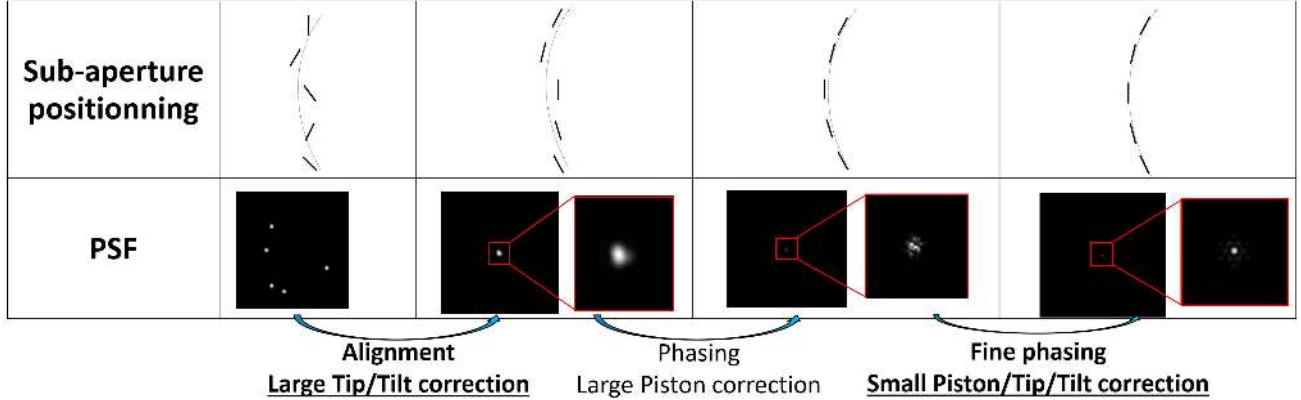 Sub-aperture
positionning
PSF
Alignment
Large Tip/Tilt correction
Phasing
Large Piston correction
Fine phasing
Small Piston/Tip/Tilt correction